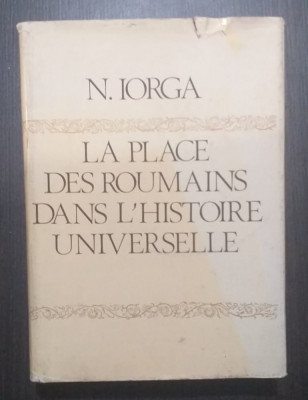 N. IORGA
LA PLACE
DES ROUMAINS
DANS L'HISTOIRE
UNIVERSELLE